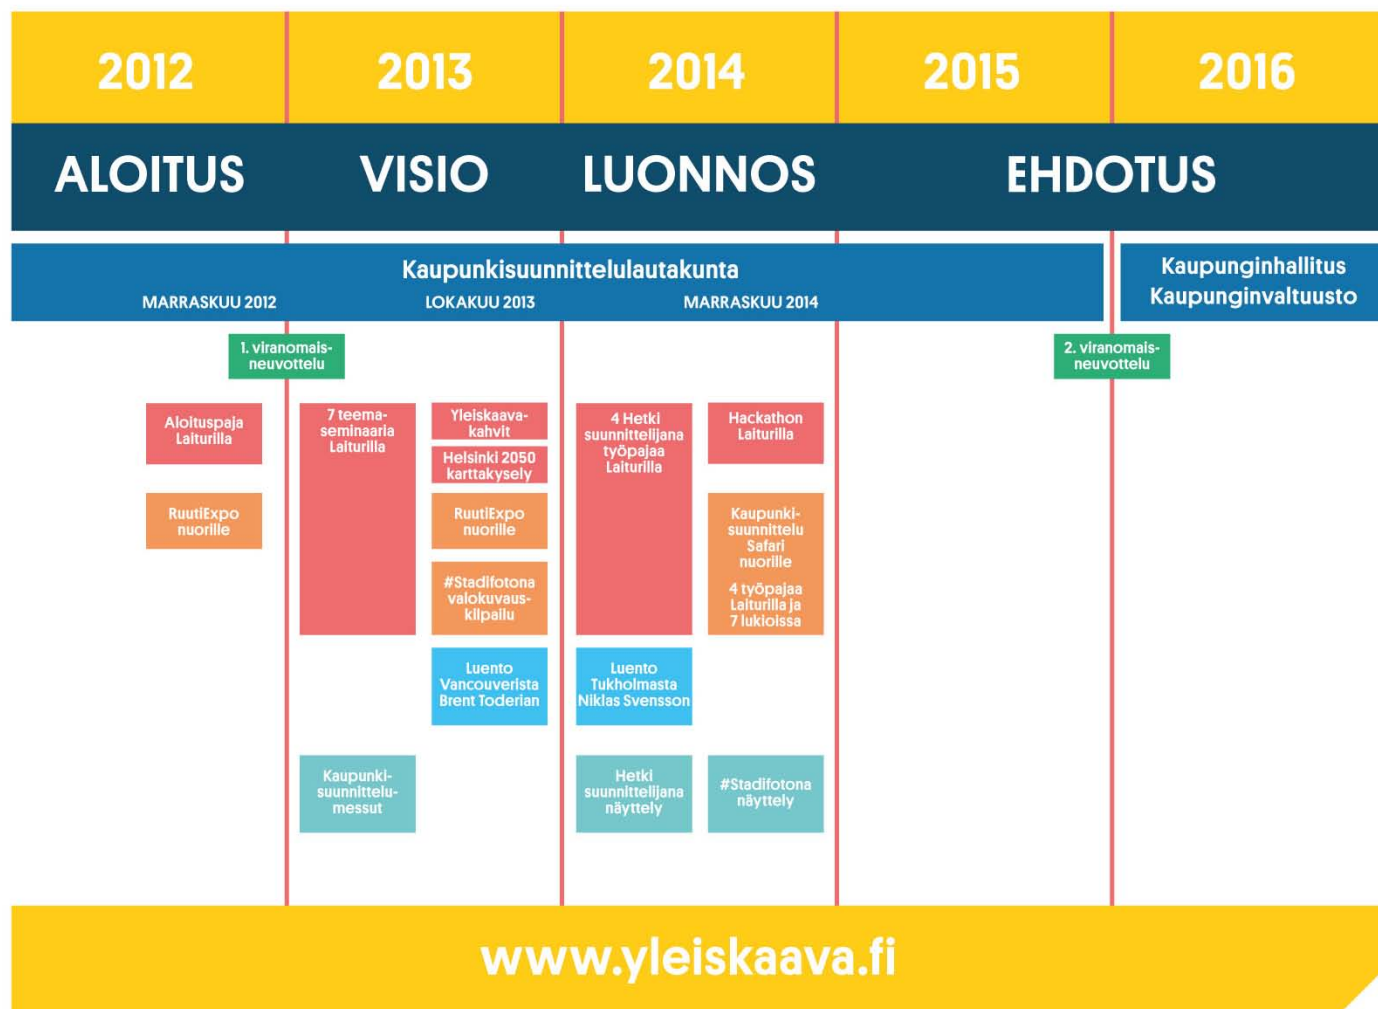 2012
2013
2014
2015
2016
ALOITUS
VISIO
LUONNOS
EHDOTUS
Kaupunkisuunnittelulautakunta
MARRASKUU 2012
LOKAKUU 2013
MARRASKUU 2014
Kaupunginhallitus
Kaupunginvaltuusto
1. viranomais-
neuvottelu
2. viranomais-
neuvottelu
Aloituspaja
Laiturilla
7 teema-
seminaaria
Laiturilla
Yleiskaava-
kahvit
Helsinki 2050
karttakysely
4 Hetki
suunnittelijana
työpajaa
Laiturilla
Hackathon
Laiturilla
RuutiExpo
nuorille
RuutiExpo
nuorille
#Stadifotona
valokuvaus-
kilpailu
Kaupunki-
suunnittelu
Safari
nuorille
4 työpajaa
Laiturilla ja
7 lukioissa
Luento
Vancouverista
Brent Toderian
Luento
Tukholmasta
Niklas Svensson
Kaupunki-
suunnittelu-
messut
Hetki
suunnittelijana
näyttely
#Stadifotona
näyttely
www.yleiskaava.fi